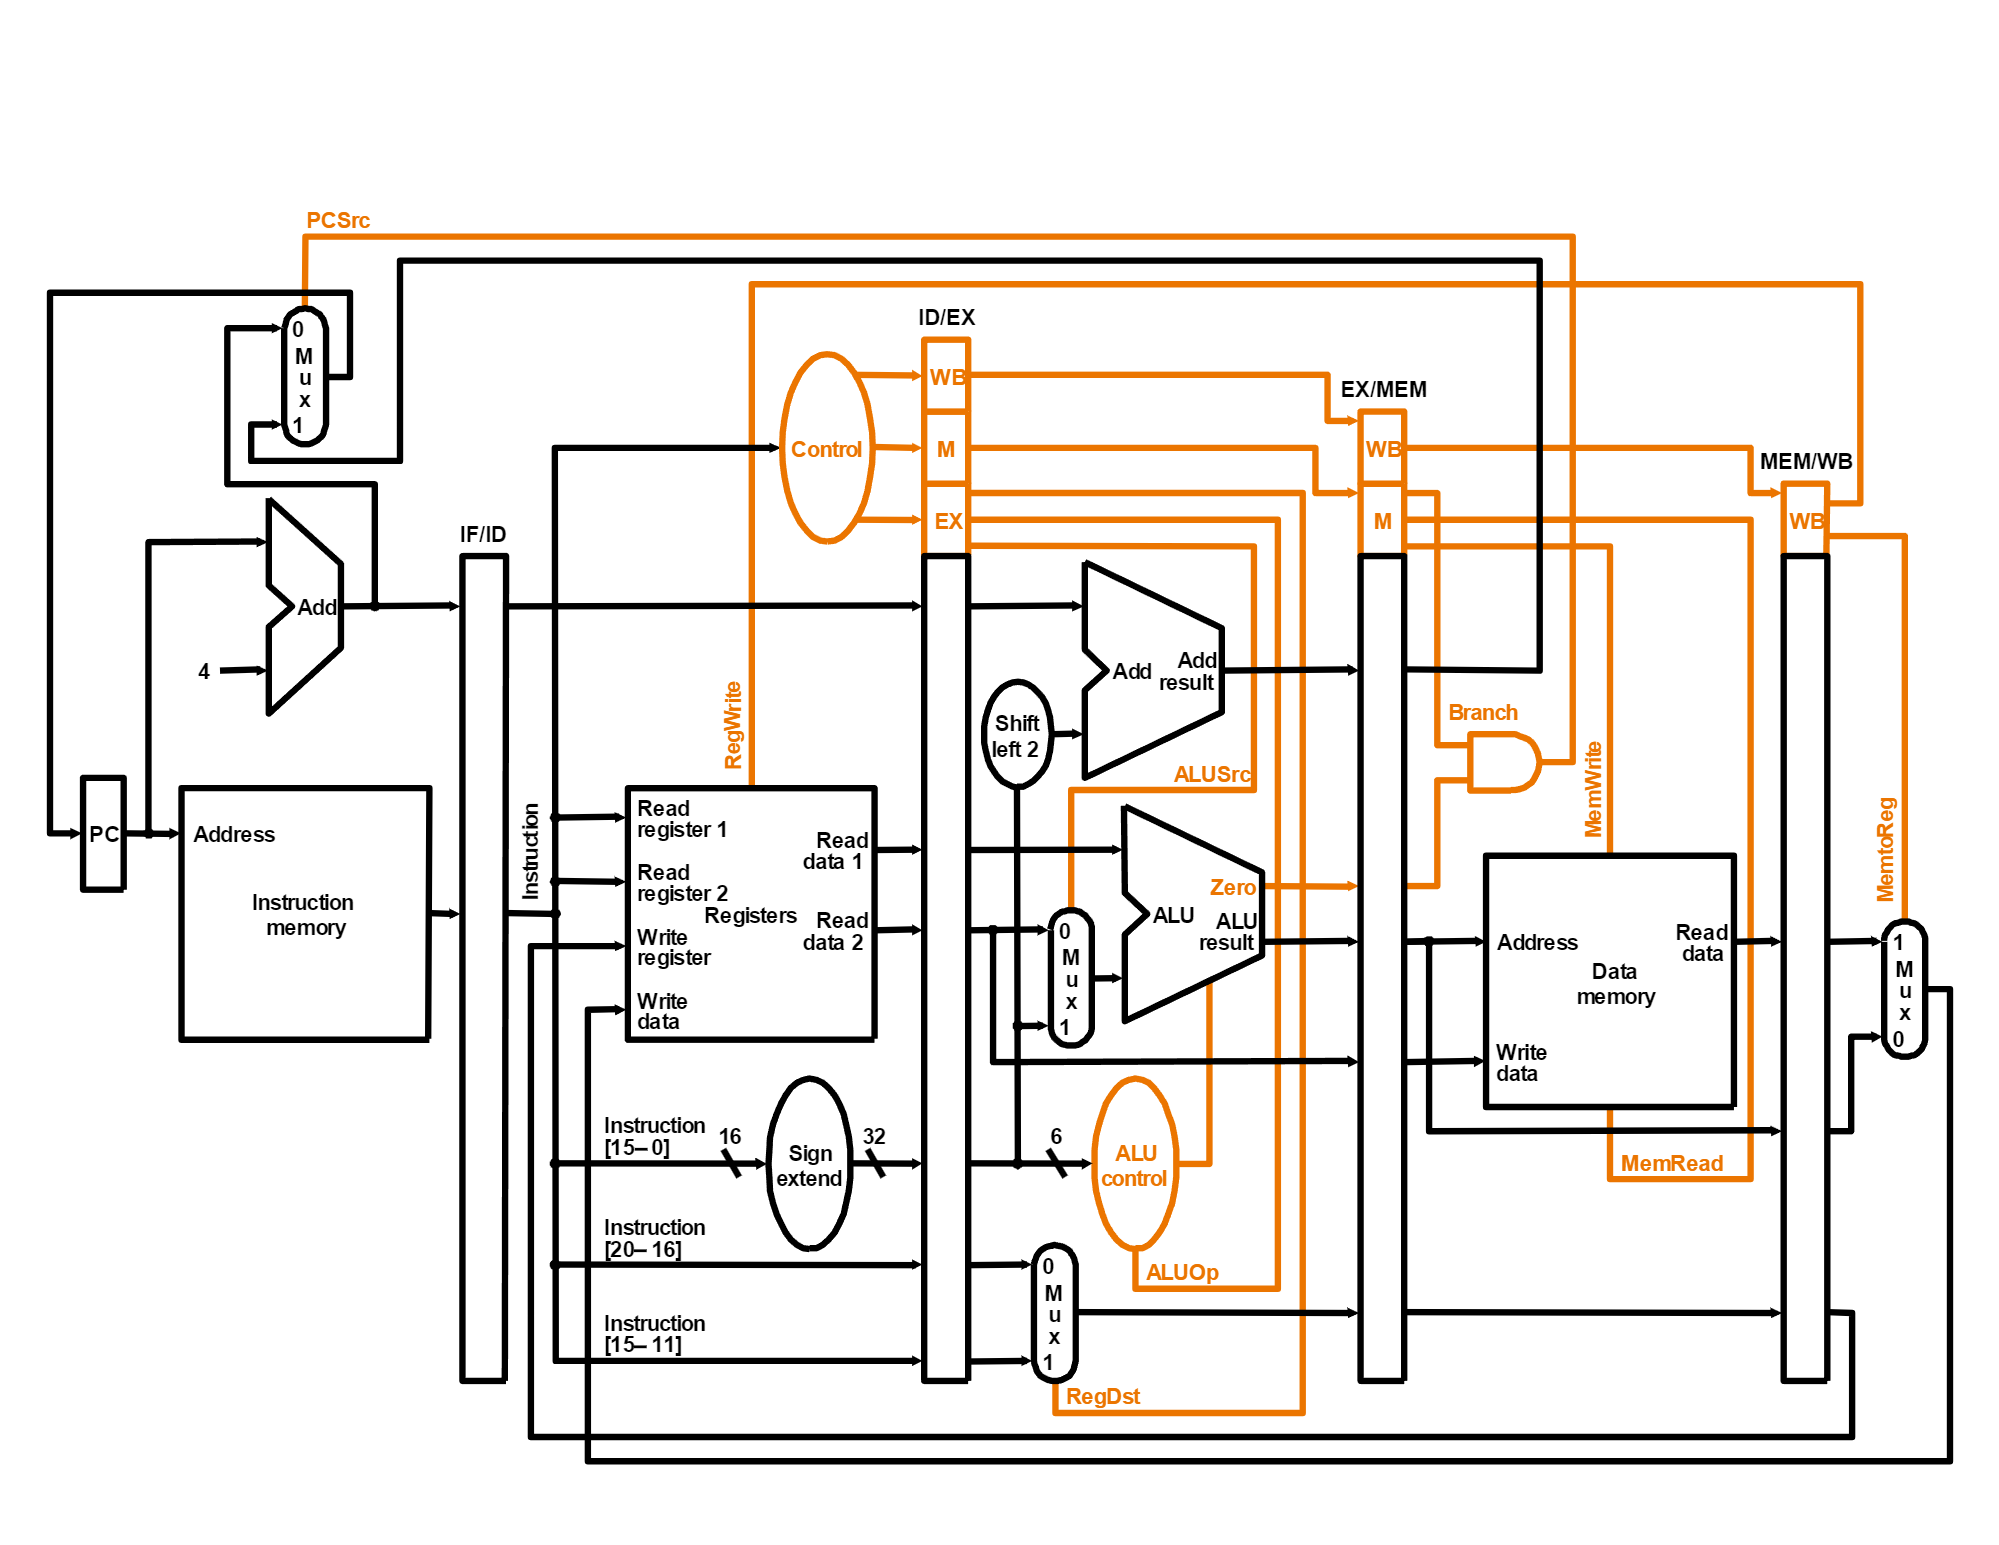 PCSrc
0
M
u
x
1
ID/EX
WB
M
EX
Control
EX/MEM
WB
M
MEM/WB
WB
IF/ID
Add
4
RegWrite
Add
Add
result
Shift
left 2
ALUSrc
Branch
MemWrite
MemtoReg
PC
Address
Instruction
memory
Instruction
Read
register 1
Read
register 2
Registers
Write
register
Write
data
Read
data 1
Read
data 2
0
M
u
x
1
Zero
ALU
ALU
result
Address
Read
data
Data
memory
Write
data
1
M
u
x
0
Instruction
[15– 0]
16
Sign
extend
32
6
ALU
control
MemRead
Instruction
[20– 16]
0
M
u
x
1
ALUOp
Instruction
[15– 11]
RegDst